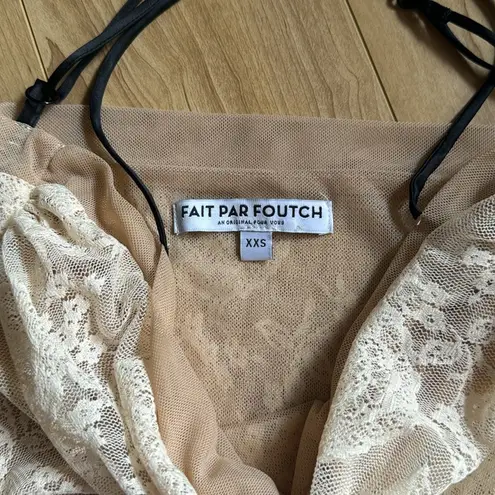 FAIT PAR FOUTCH
AN ORIGINAL POUR VOUS
XXS